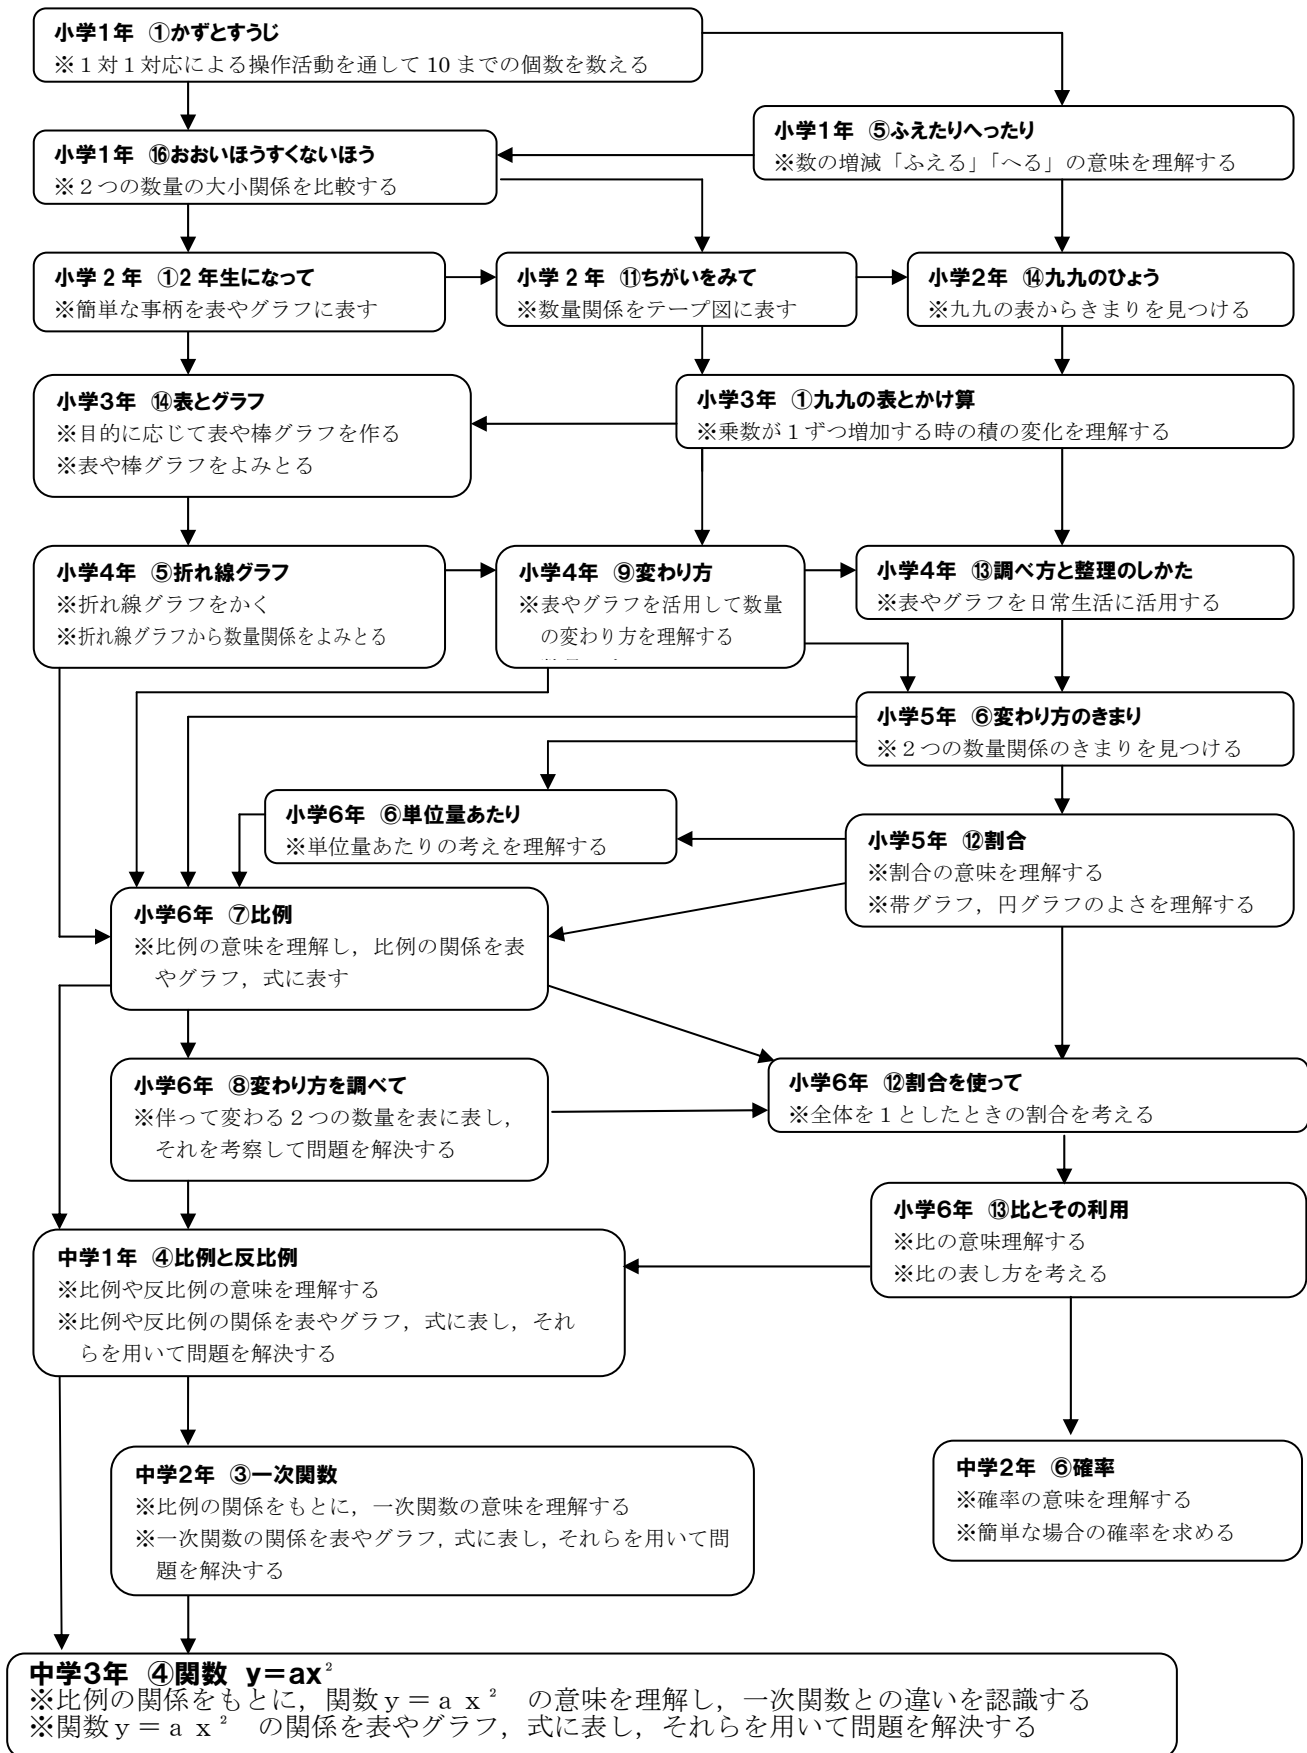 小学1年 ①かずとすうじ
※1対1対応による操作活動を通して10までの個数を数える
小学1年 ⑤ふえたりへったり
※数の増減「ふえる」「へる」の意味を理解する
小学1年 ⑯おおいほうすくないほう
※2つの数量の大小関係を比較する
小学2年 ①2年生になって
※簡単な事柄を表やグラフに表す
小学2年 ⑪ちがいをみて
※数量関係をテープ図に表す
小学2年 ⑭九九のひょう
※九九の表からきまりを見つける
小学3年 ⑭表とグラフ
※目的に応じて表や棒グラフを作る
※表や棒グラフをよみとる
小学3年 ①九九の表とかけ算
※乗数が1ずつ増加する時の積の変化を理解する
小学4年 ⑤折れ線グラフ
※折れ線グラフをかく
※折れ線グラフから数量関係をよみとる
小学4年 ⑨変わり方
※表やグラフを活用して数量
の変わり方を理解する
小学4年 ⑬調べ方と整理のしかた
※表やグラフを日常生活に活用する
小学5年 ⑥変わり方のきまり
※2つの数量関係のきまりを見つける
小学6年 ⑥単位量あたり
※単位量あたりの考えを理解する
小学5年 ⑫割合
※割合の意味を理解する
※帯グラフ，円グラフのよさを理解する
小学6年 ⑦比例
※比例の意味を理解し，比例の関係を表
やグラフ，式に表す
小学6年 ⑧変わり方を調べて
※伴って変わる2つの数量を表に表し，
それを考察して問題を解決する
小学6年 ⑫割合を使って
※全体を1としたときの割合を考える
小学6年 ⑬比とその利用
※比の意味理解する
※比の表し方を考える
中学1年 ④比例と反比例
※比例や反比例の意味を理解する
※比例や反比例の関係を表やグラフ，式に表し，それ
らを用いて問題を解決する
中学2年 ③一次関数
※比例の関係をもとに，一次関数の意味を理解する
※一次関数の関係を表やグラフ，式に表し，それらを用いて問
題を解決する
中学2年 ⑥確率
※確率の意味を理解する
※簡単な場合の確率を求める
中学3年 ④関数 y=ax²
※比例の関係をもとに，関数y＝ax² の意味を理解し，一次関数との違いを認識する
※関数y＝ax² の関係を表やグラフ，式に表し，それらを用いて問題を解決する